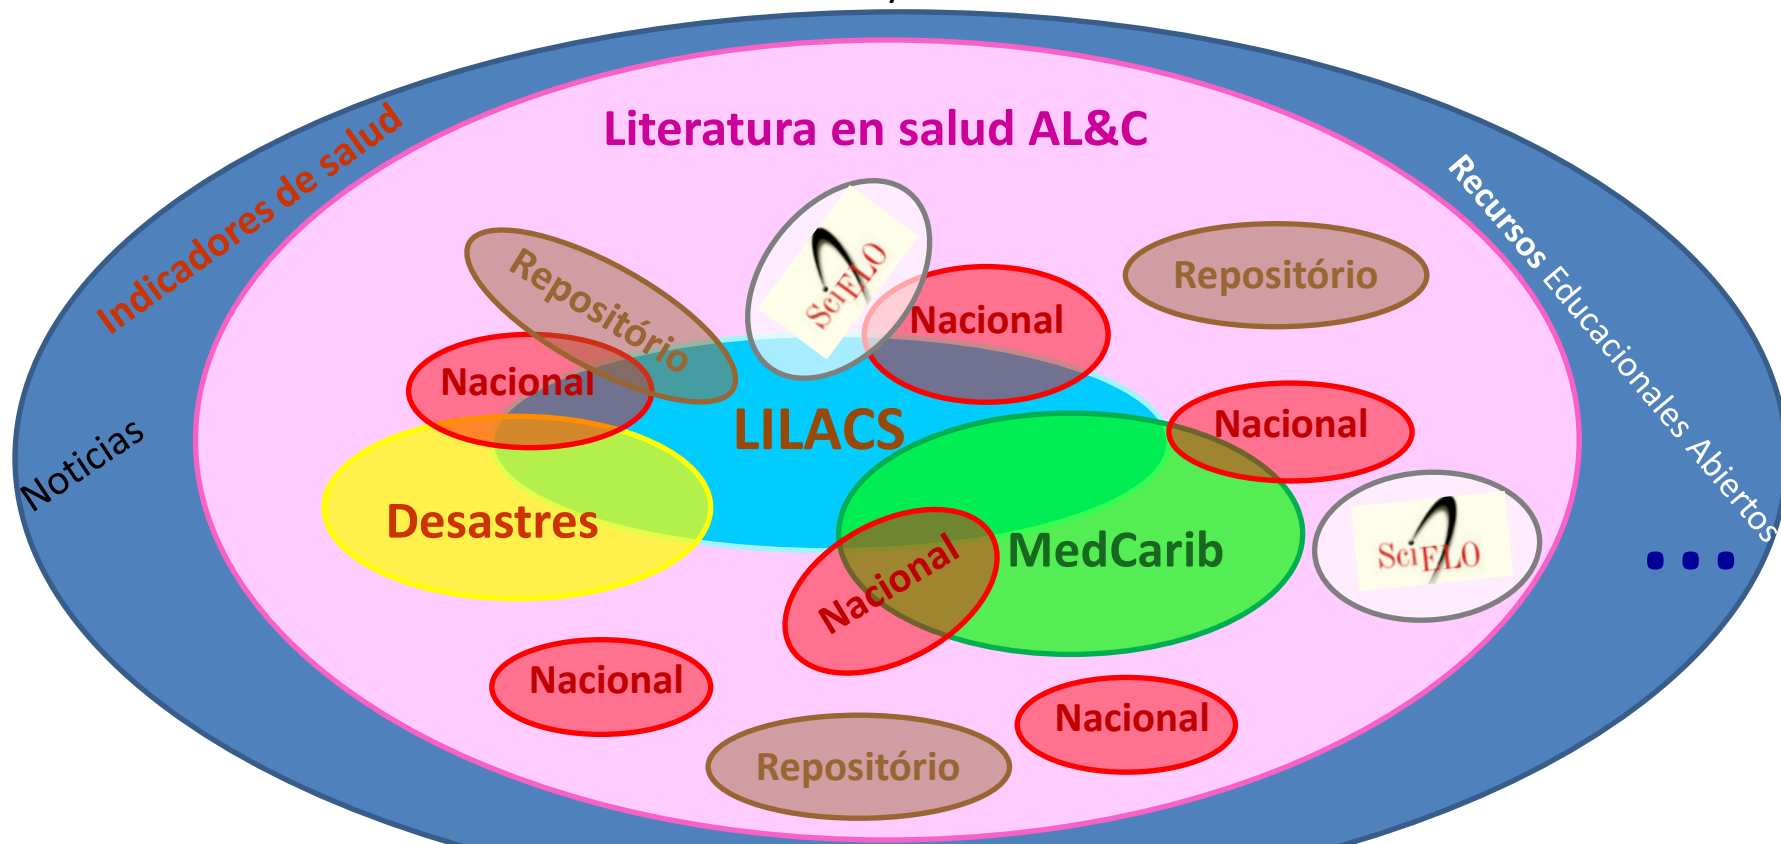 Literatura en salud AL&C
Indicadores de salud
Recursos Educacionales Abiertos
Noticias
Repositório
SciELO
Nacional
Repositório
Nacional
LILACS
Nacional
Desastres
MedCarib
Nacional
SciELO
...
Nacional
Nacional
Repositório